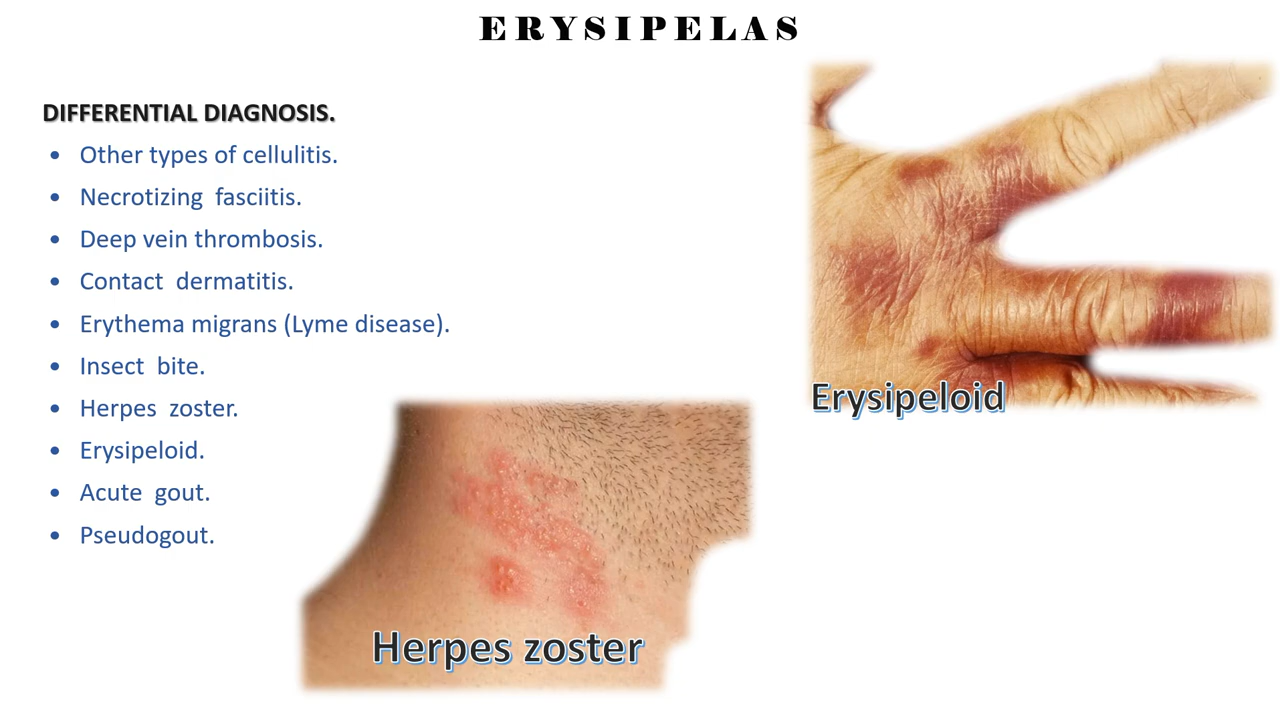 ERYSIPELAS
DIFFERENTIAL DIAGNOSIS.
• Other types of cellulitis.
• Necrotizing fasciitis.
• Deep vein thrombosis.
• Contact dermatitis.
• Erythema migrans (Lyme disease).
• Insect bite.
• Herpes zoster.
• Erysipeloid.
• Acute gout.
• Pseudogout.
Erysipeloid
Herpes zoster